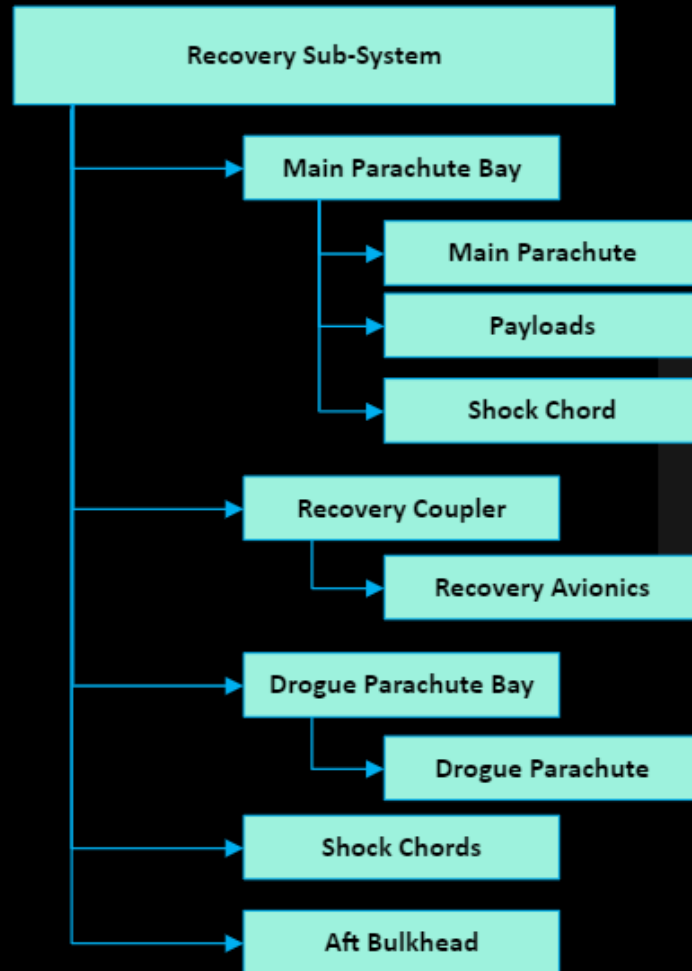 Recovery Sub-System
Main Parachute Bay
Main Parachute
Payloads
Shock Chord
Recovery Coupler
Recovery Avionics
Drogue Parachute Bay
Drogue Parachute
Shock Chords
Aft Bulkhead